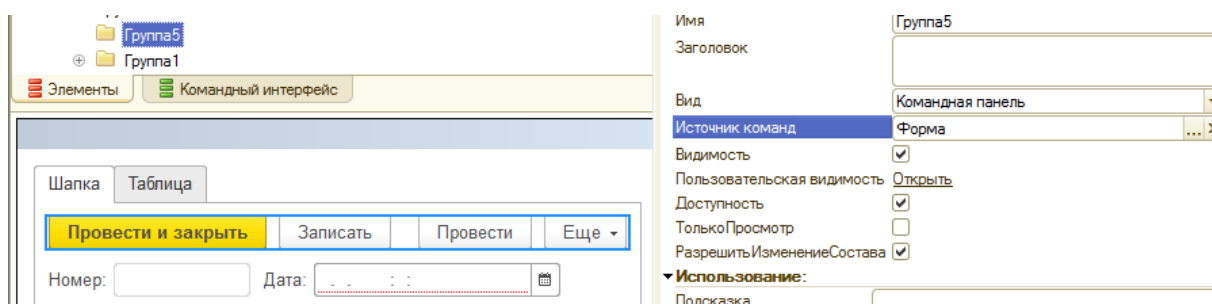 Группа5
Группа1
Элементы Командный интерфейс
Шапка Таблица
Провести и закрыть Записать Провести Еще
Номер: Дата: . . : :
Имя Группа5
Заголовок
Вид Командная панель
Источник команд Форма ...
Видимость
Пользовательская видимость Открыть
Доступность
ТолькоПросмотр
РазрешитьИзменениеСостава
Использование:
Подсказка